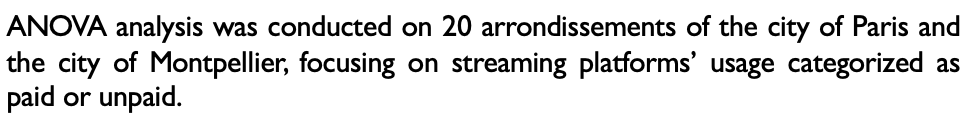 ANOVA analysis was conducted on 20 arrondissements of the city of Paris and
the city of Montpellier, focusing on streaming platforms’ usage categorized as
paid or unpaid.